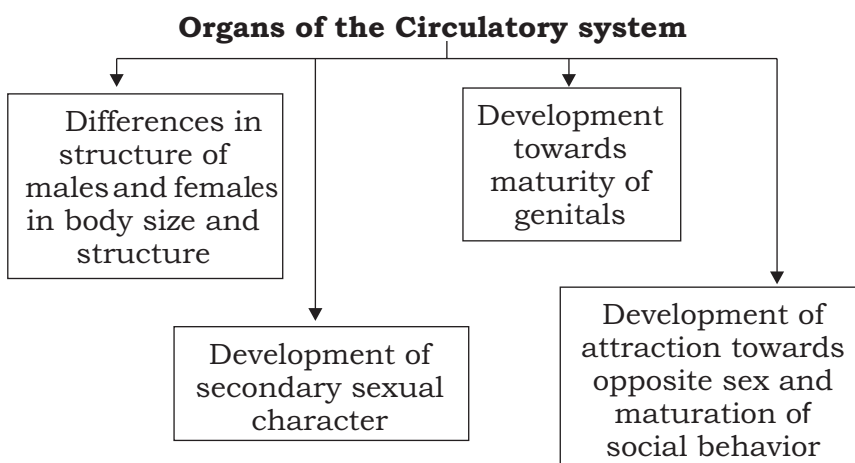 Organs of the Circulatory system
Differences in
structure of
males and females
in body size and
structure
Development
towards
maturity of
genitals
Development of
secondary sexual
character
Development of
attraction towards
opposite sex and
maturation of
social behavior